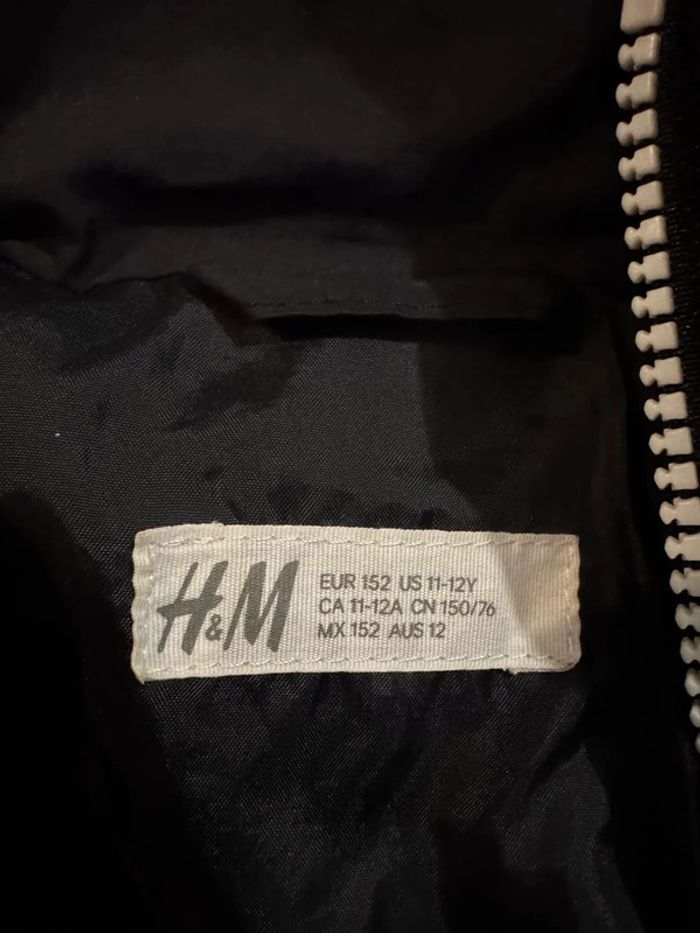 H&M
EUR 152 US 11-12Y
CA 11-12A CN 150/76
MX 152 AUS 12